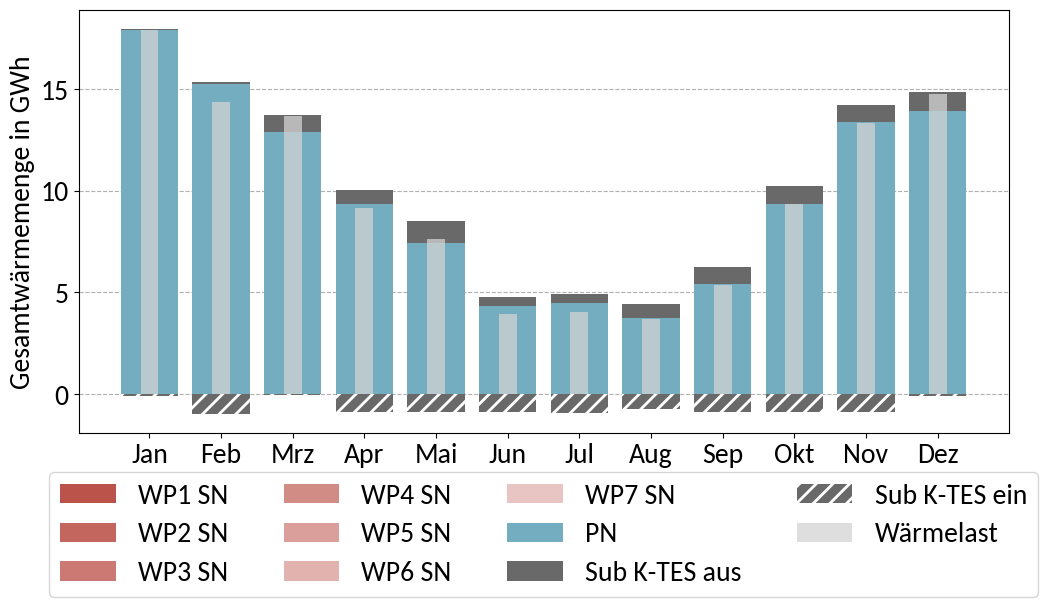 Gesamtwärmemenge in GWh
15
10
5
0
Jan Feb Mrz Apr Mai Jun Jul Aug Sep Okt Nov Dez
WP1 SN WP4 SN WP7 SN Sub K-TES ein
WP2 SN WP5 SN PN Wärmelast
WP3 SN WP6 SN Sub K-TES aus